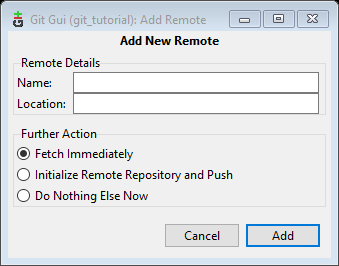 Git Gui (git_tutorial): Add Remote
Add New Remote
Remote Details
Name:
Location:
Further Action
Fetch Immediately
Initialize Remote Repository and Push
Do Nothing Else Now
Cancel Add